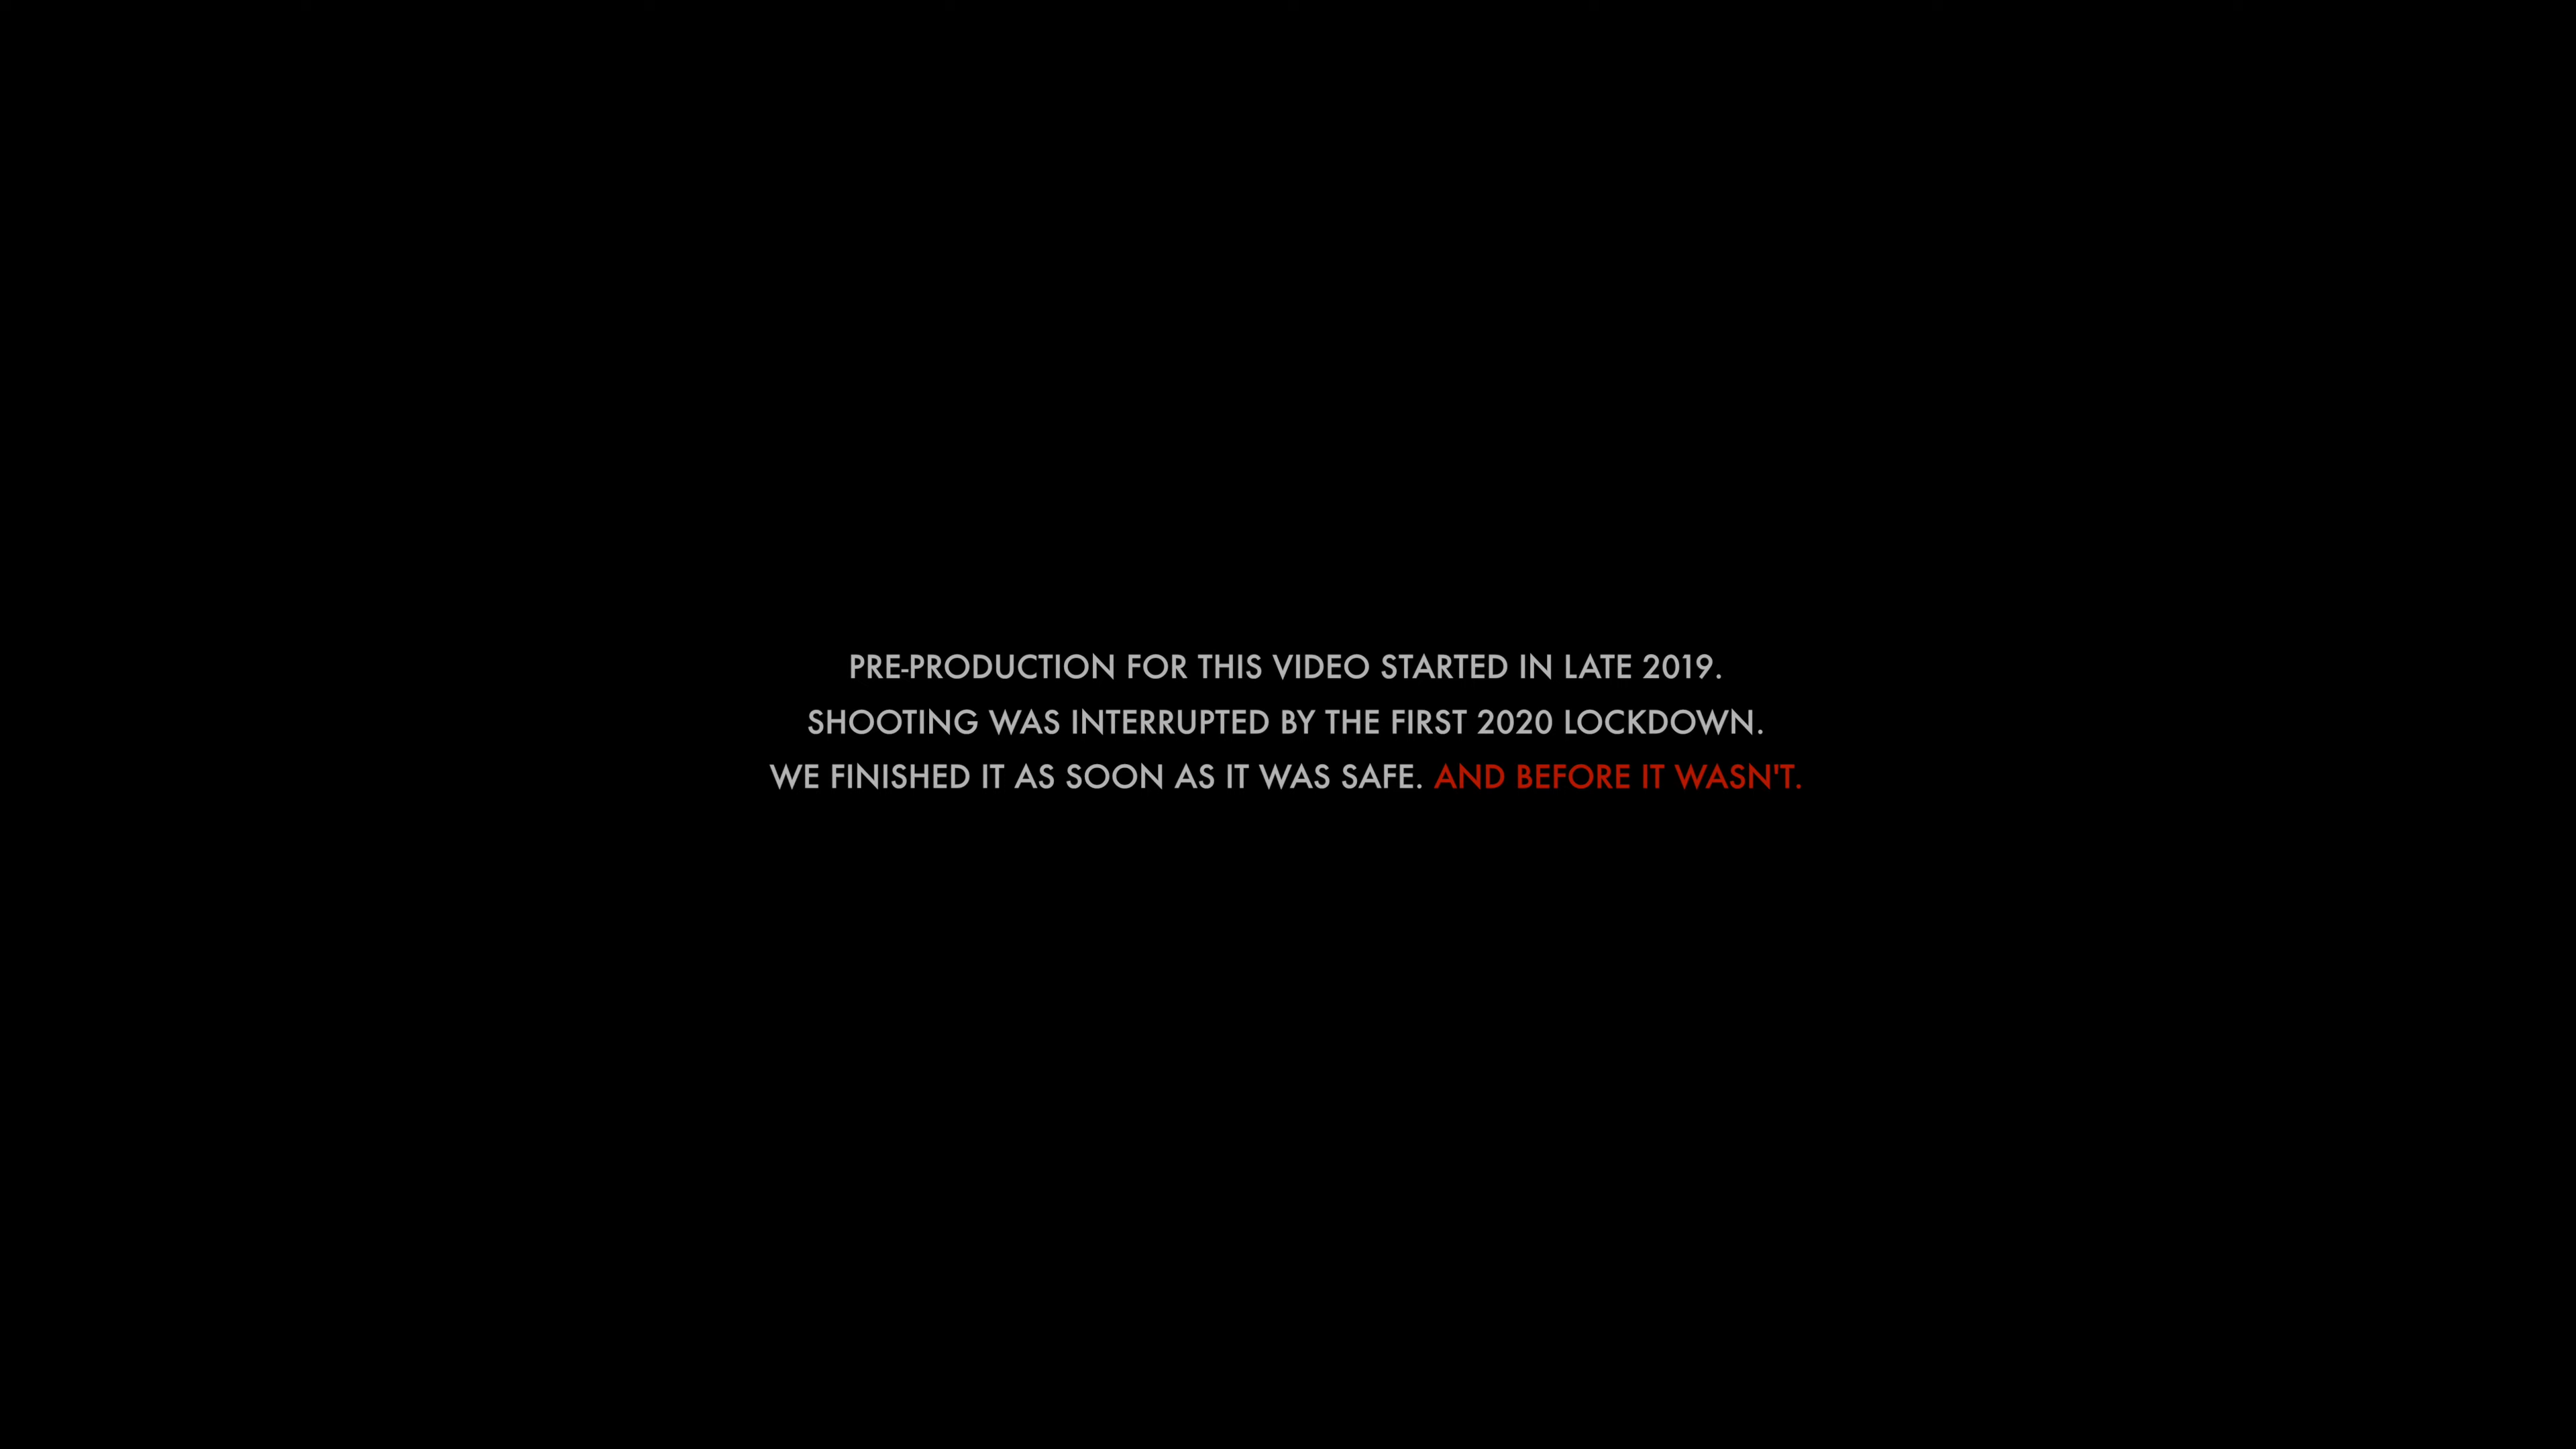 PRE-PRODUCTION FOR THIS VIDEO STARTED IN LATE 2019.
SHOOTING WAS INTERRUPTED BY THE FIRST 2020 LOCKDOWN.
WE FINISHED IT AS SOON AS IT WAS SAFE. AND BEFORE IT WASN'T.